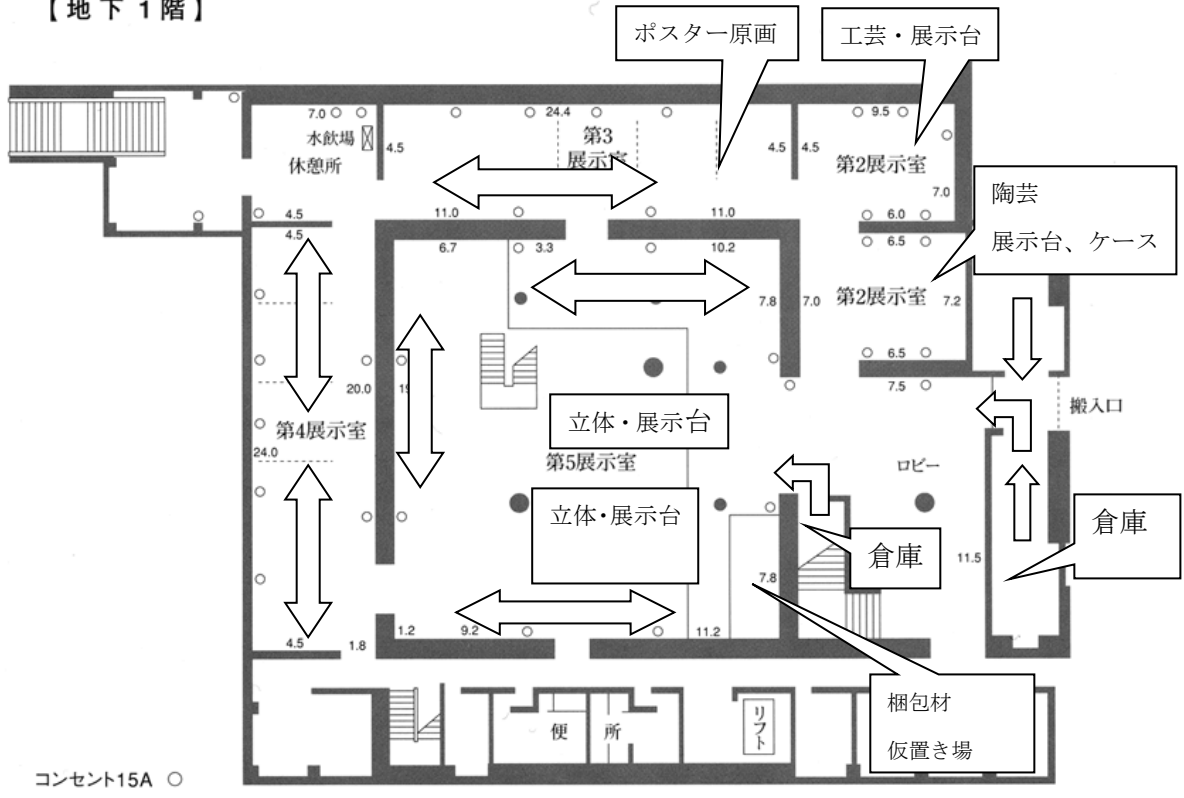 【地下1階】
ポスター原画
工芸・展示台
7.0
24.4
9.5
水飲場
休憩所
4.5
第3
展示室
4.5
4.5
第2展示室
7.0
陶芸
展示台、ケース
4.5
4.5
11.0
11.0
6.0
6.7
3.3
10.2
6.5
7.8
7.0
第2展示室
7.2
6.5
7.5
搬入口
20.0
19
立体・展示台
第4展示室
24.0
第5展示室
ロビー
立体・展示台
倉庫
倉庫
11.5
7.8
4.5
1.8
1.2
9.2
11.2
梱包材
仮置き場
便
所
リフト
コンセント15A ○